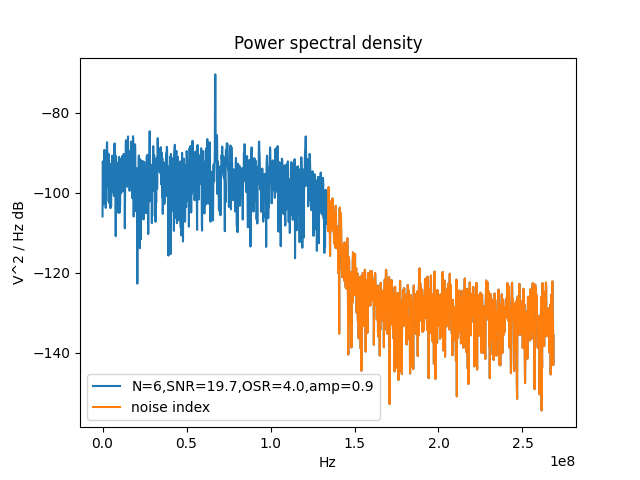 Power spectral density
V^2 / Hz dB
−80
−100
−120
−140
N=6,SNR=19.7,OSR=4.0,amp=0.9
noise index
0.0 0.5 1.0 1.5 2.0 2.5
1e8
Hz